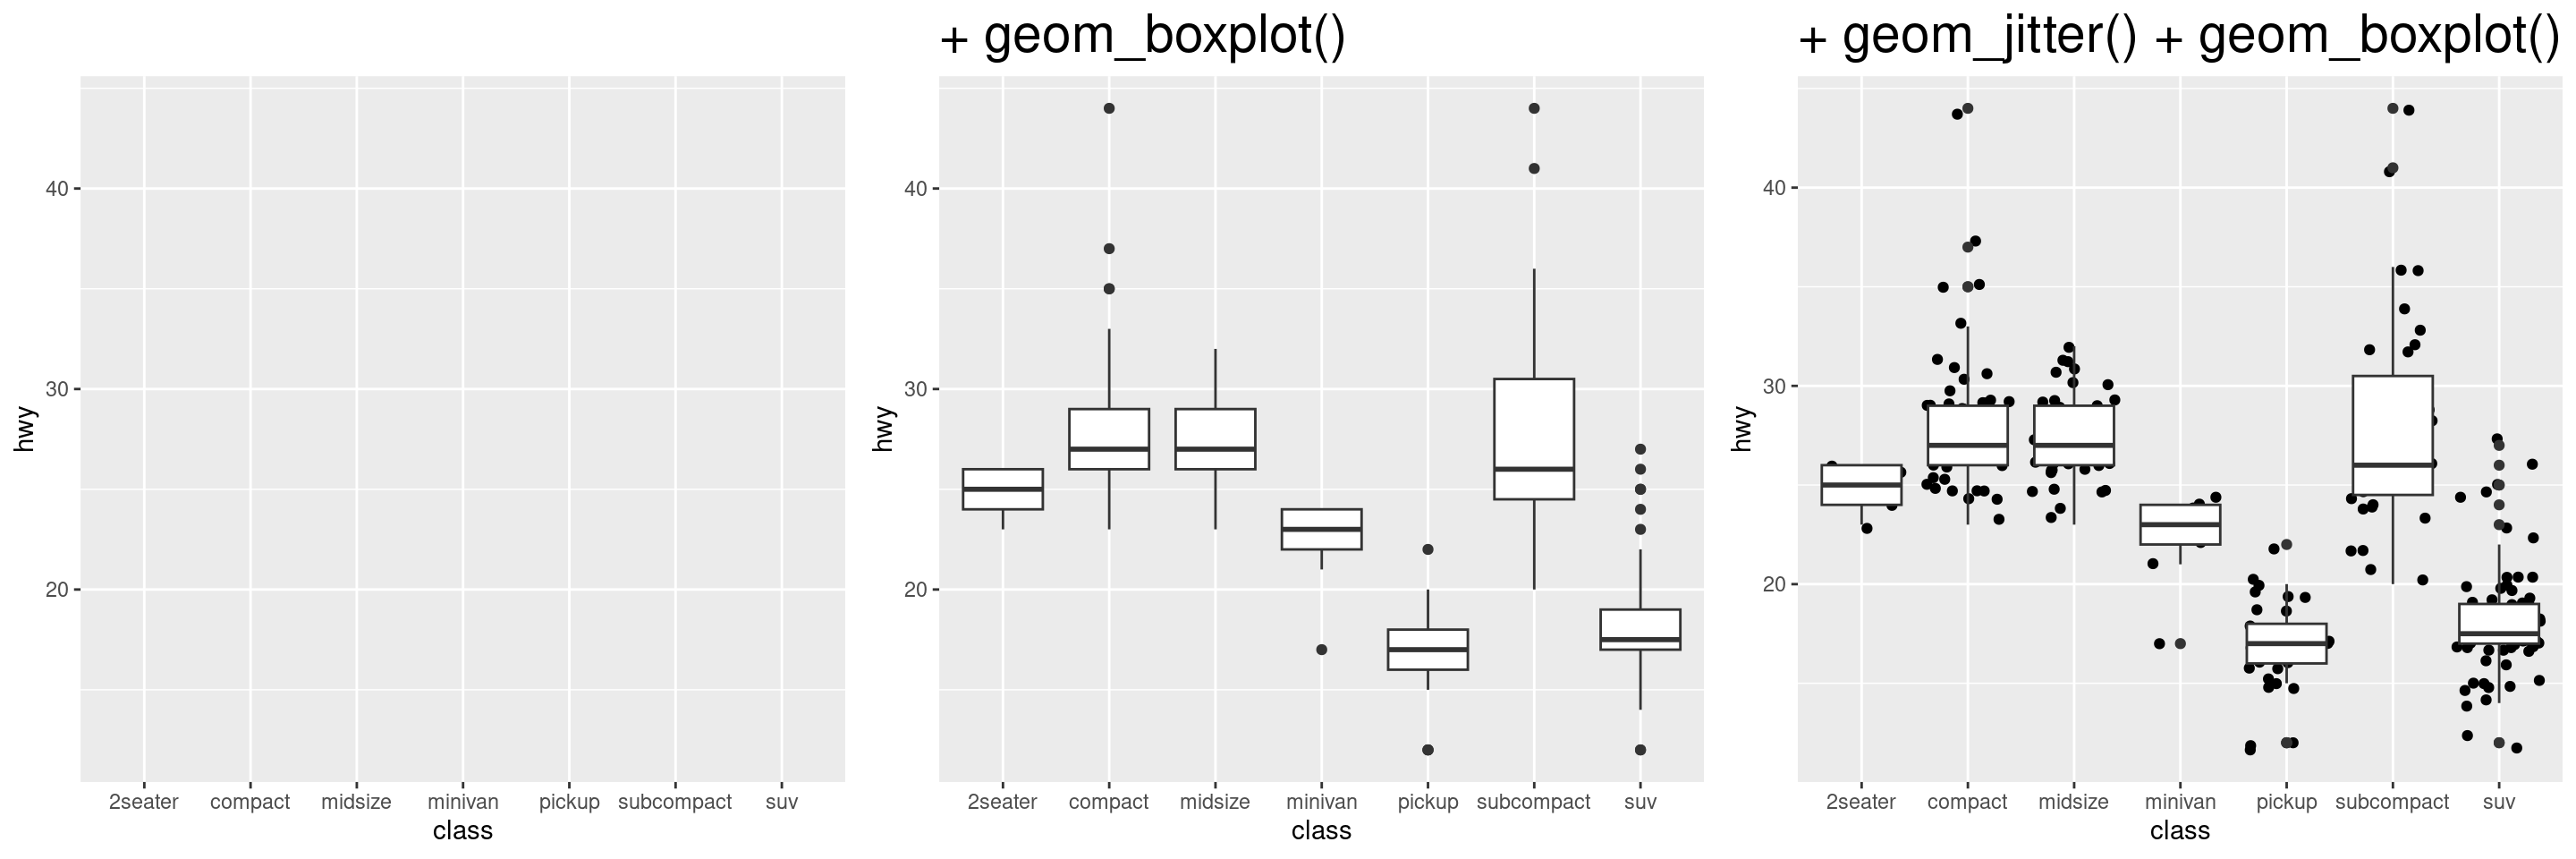 40
30
20
hwy
2seater compact midsize minivan pickup subcompact suv
class
+ geom_boxplot()
40
30
20
hwy
2seater compact midsize minivan pickup subcompact suv
class
+ geom_jitter() + geom_boxplot()
40
30
20
hwy
2seater compact midsize minivan pickup subcompact suv
class